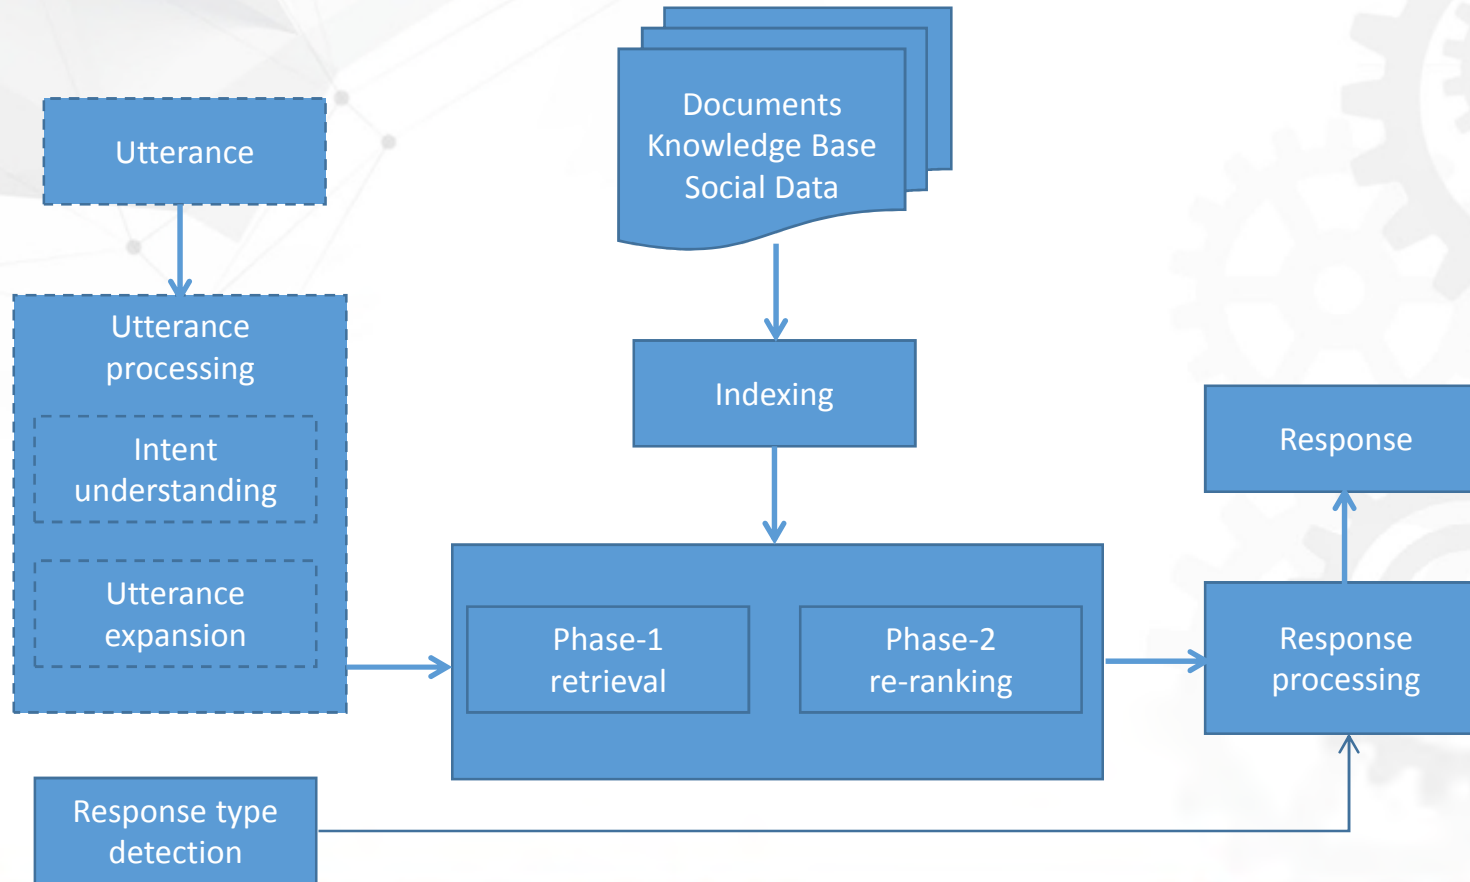 Utterance
Documents
Knowledge Base
Social Data
Utterance
processing
Intent
understanding
Utterance
expansion
Indexing
Phase-1
retrieval
Phase-2
re-ranking
Response
Response
processing
Response type
detection